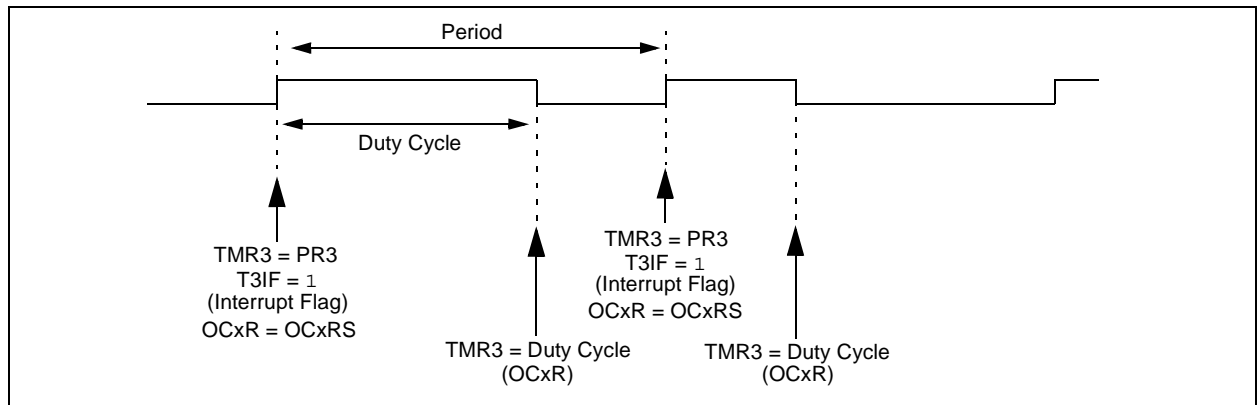 Period
Duty Cycle
TMR3 = PR3
T3IF = 1
(Interrupt Flag)
OCxR = OCxRS
TMR3 = Duty Cycle
(OCxR)
TMR3 = PR3
T3IF = 1
(Interrupt Flag)
OCxR = OCxRS
TMR3 = Duty Cycle
(OCxR)